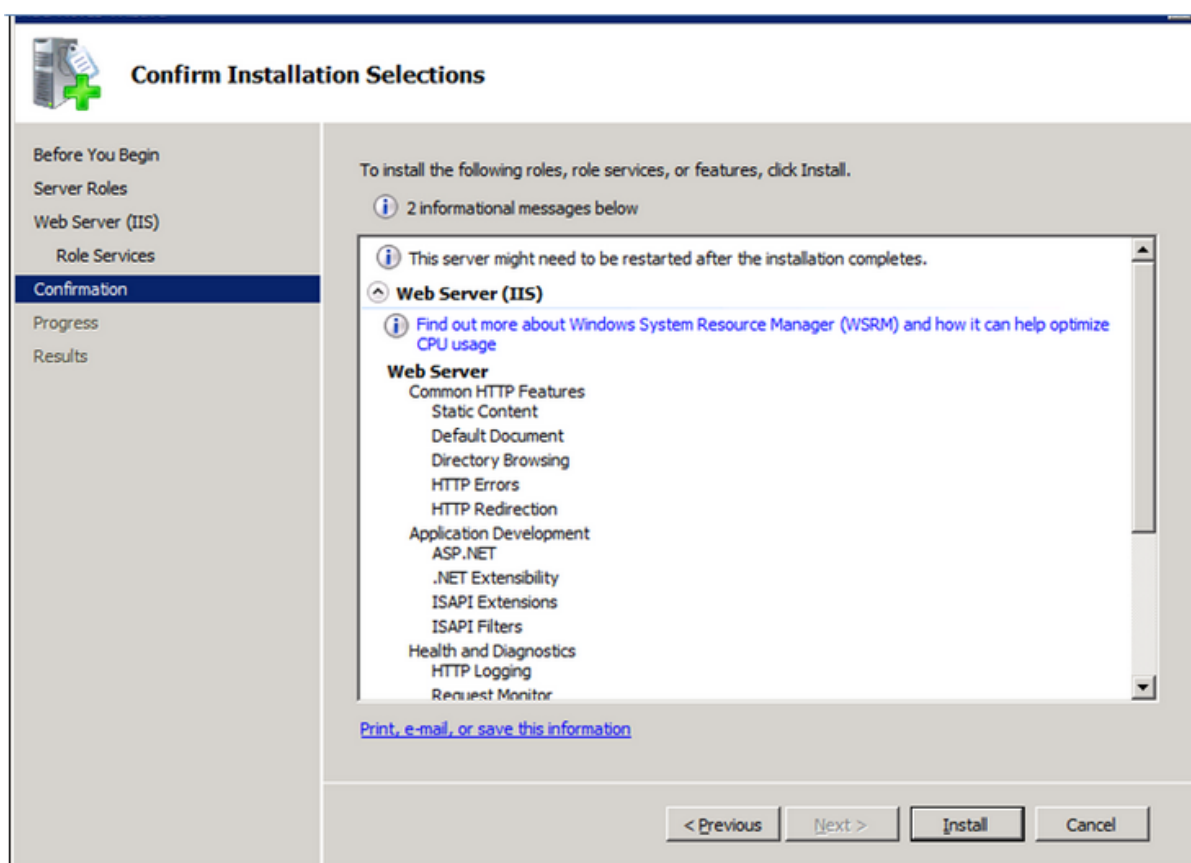 Confirm Installation Selections
Before You Begin
Server Roles
Web Server (IIS)
Role Services
Confirmation
Progress
Results
To install the following roles, role services, or features, click Install.
2 informational messages below
This server might need to be restarted after the installation completes.
Web Server (IIS)
Find out more about Windows System Resource Manager (WSRM) and how it can help optimize
CPU usage
Web Server
Common HTTP Features
Static Content
Default Document
Directory Browsing
HTTP Errors
HTTP Redirection
Application Development
ASP.NET
.NET Extensibility
ISAPI Extensions
ISAPI Filters
Health and Diagnostics
HTTP Logging
Request Monitor
Print, e-mail, or save this information
< Previous
Next >
Install
Cancel